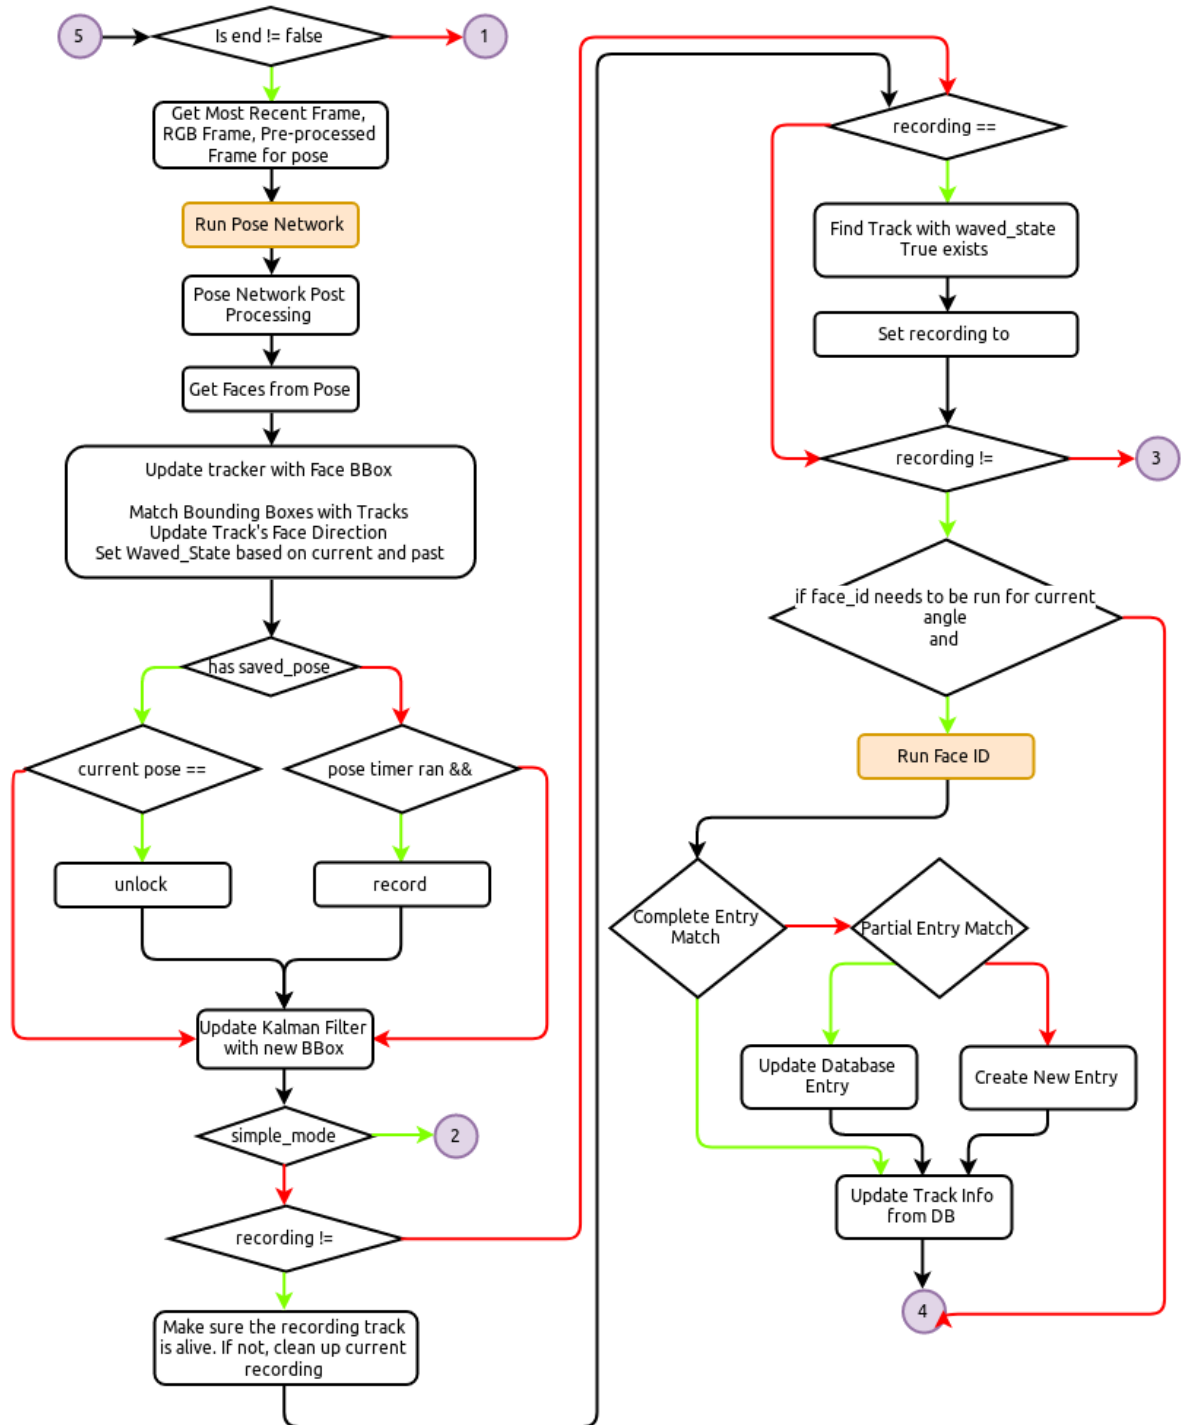 5
Is end != false
1
Get Most Recent Frame,
RGB Frame, Pre-processed
Frame for pose
Run Pose Network
Pose Network Post
Processing
Get Faces from Pose
Update tracker with Face BBox
Match Bounding Boxes with Tracks
Update Track's Face Direction
Set Waved_State based on current and past
has saved_pose
current pose ==
pose timer ran &&
unlock
record
Update Kalman Filter
with new BBox
simple_mode
2
recording !=
Make sure the recording track
is alive. If not, clean up current
recording
recording ==
Find Track with waved_state
True exists
Set recording to
recording !=
3
if face_id needs to be run for current
angle
and
Run Face ID
Complete Entry
Match
Partial Entry Match
Update Database
Entry
Create New Entry
Update Track Info
from DB
4